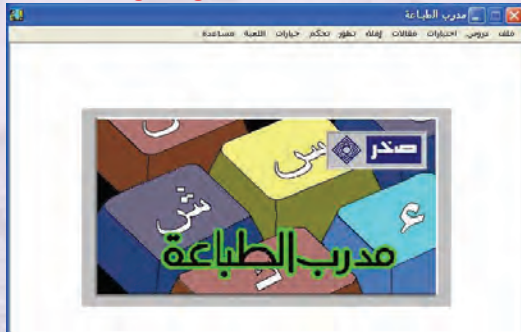 مدرب الطباعة
ملف دروس اختبارات مقالات إملاء تطور تحكم خيارات اللعبة مساعدة
صخر
س
ش
ء
مدرب الطباعة